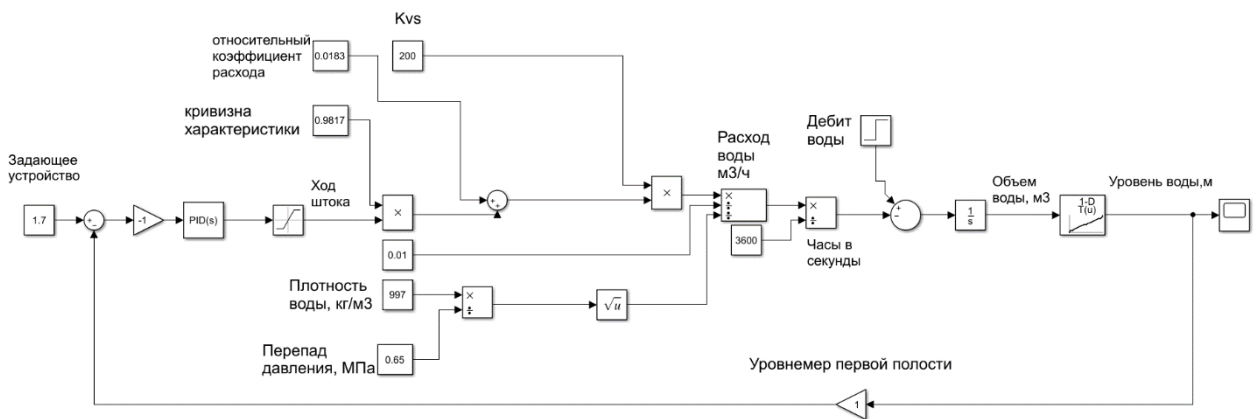 Kvs
относительный
коэффициент
расхода
0.0183
200
кривизна
характеристики
0.9817
Дебит
воды
Расход
воды
м3/ч
Задающее
устройство
Ход
штока
Объем
воды, м3
Уровень воды,м
1.7
+
−
-1
PID(s)
×
+
+
×
×
÷
÷
×
÷
+
−
1
s
1-D
T(u)
3600
Часы в
секунды
0.01
Плотность
воды, кг/м3
997
×
÷
√u
Перепад
давления, МПа
0.65
Уровнемер первой полости
1